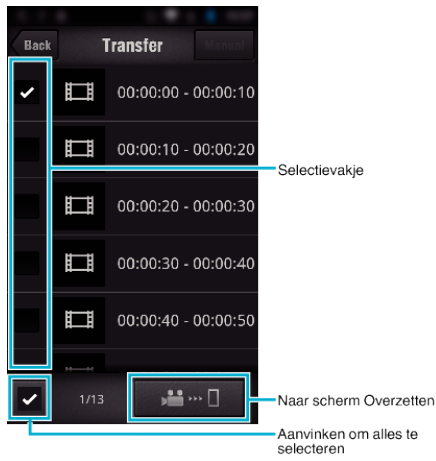 Back Transfer Manual
00:00:00 - 00:00:10
00:00:10 - 00:00:20
Selectievakje
00:00:20 - 00:00:30
00:00:30 - 00:00:40
00:00:40 - 00:00:50
1/13
Naar scherm Overzetten
Aanvinken om alles te
selecteren